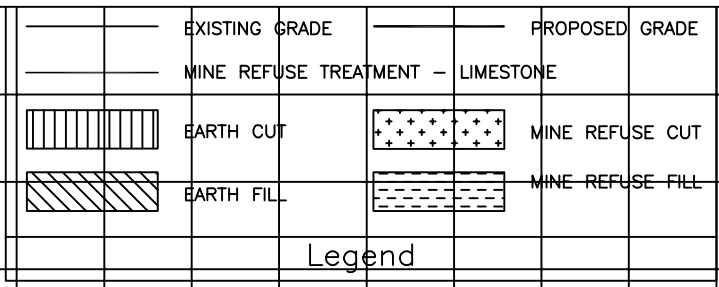 EXISTING GRADE
PROPOSED GRADE
MINE REFUSE TREATMENT - LIMESTONE
EARTH CUT
MINE REFUSE CUT
EARTH FILL
MINE REFUSE FILL
Legend